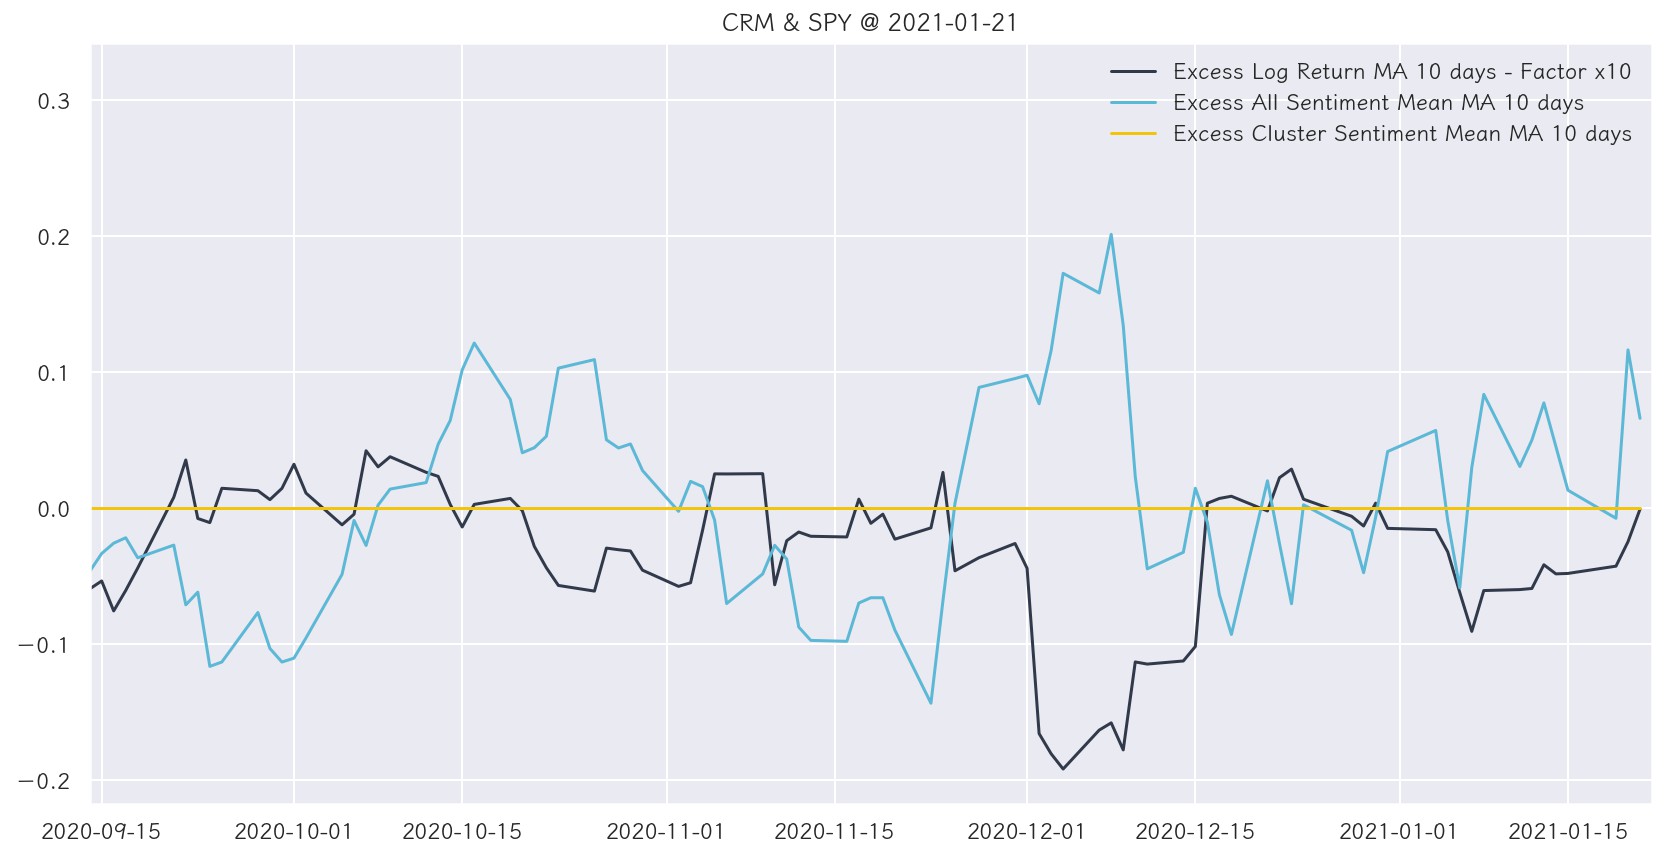 CRM & SPY @ 2021-01-21
Excess Log Return MA 10 days - Factor x10
Excess All Sentiment Mean MA 10 days
Excess Cluster Sentiment Mean MA 10 days
0.3
0.2
0.1
0.0
−0.1
−0.2
2020-09-15 2020-10-01 2020-10-15 2020-11-01 2020-11-15 2020-12-01 2020-12-15 2021-01-01 2021-01-15